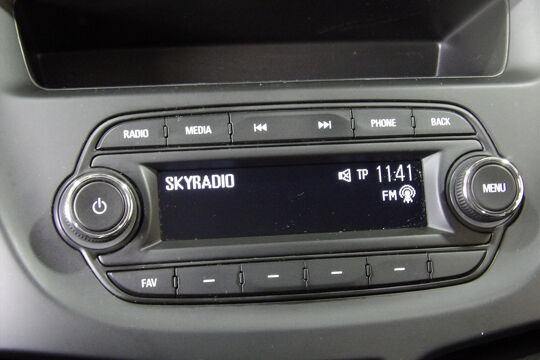 RADIO MEDIA PHONE BACK
SKYRADIO TP 11:41
FM
MENU
FAV